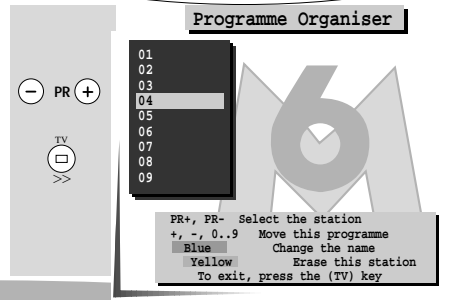 Programme Organiser
01
02
03
04
05
06
07
08
09
- PR +
TV
>>
M6
PR+, PR- Select the station
+, -, 0..9 Move this programme
Blue Change the name
Yellow Erase this station
To exit, press the (TV) key